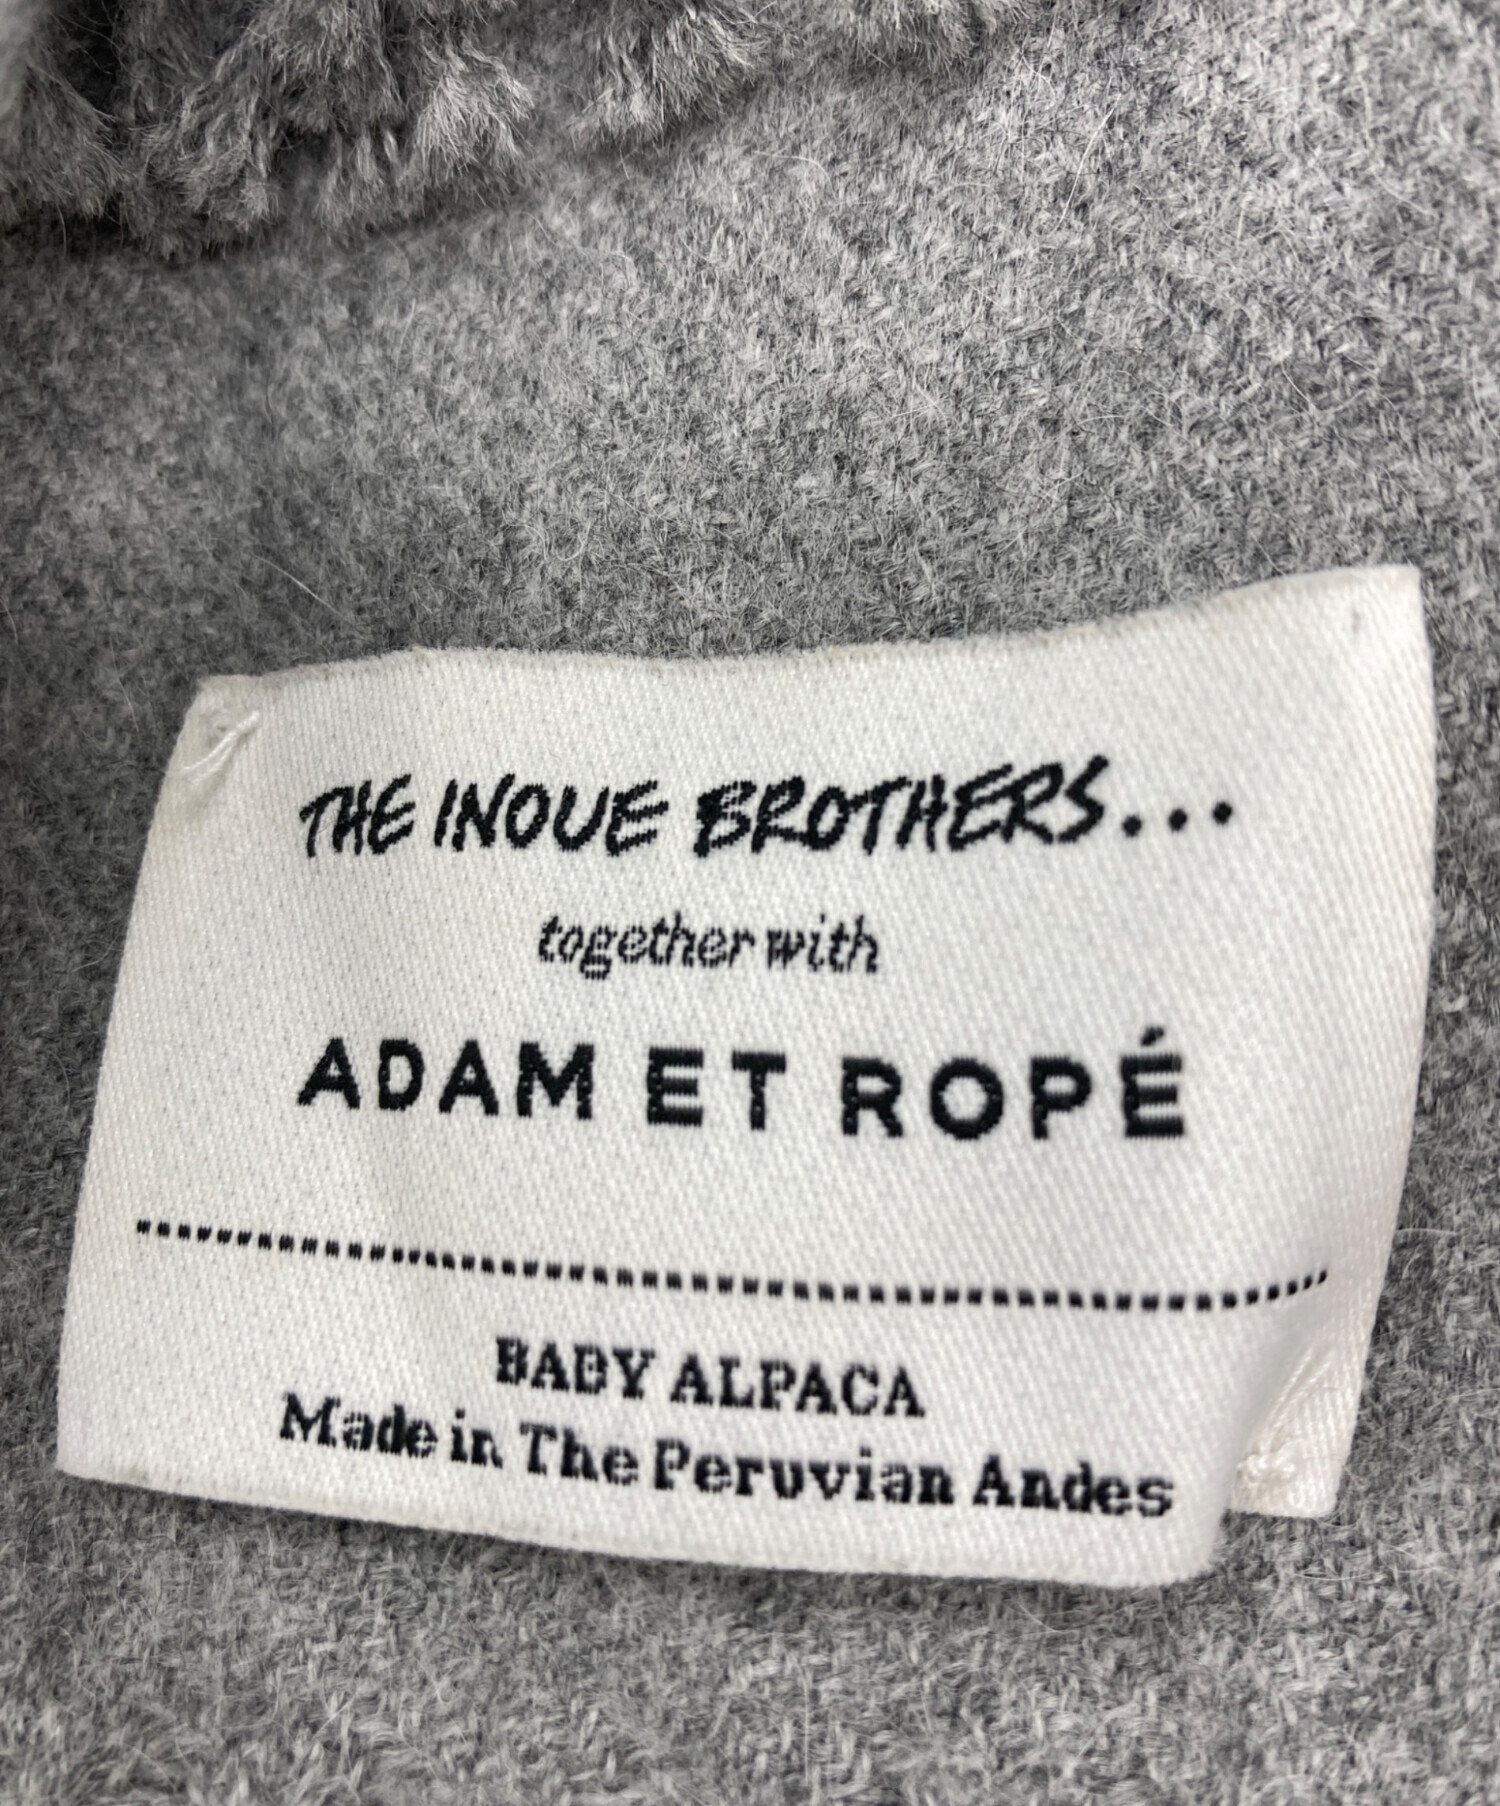 THE INOUE BROTHERS...
together with
ADAM ET ROPÉ
BABY ALPACA
Made in The Peruvian Andes